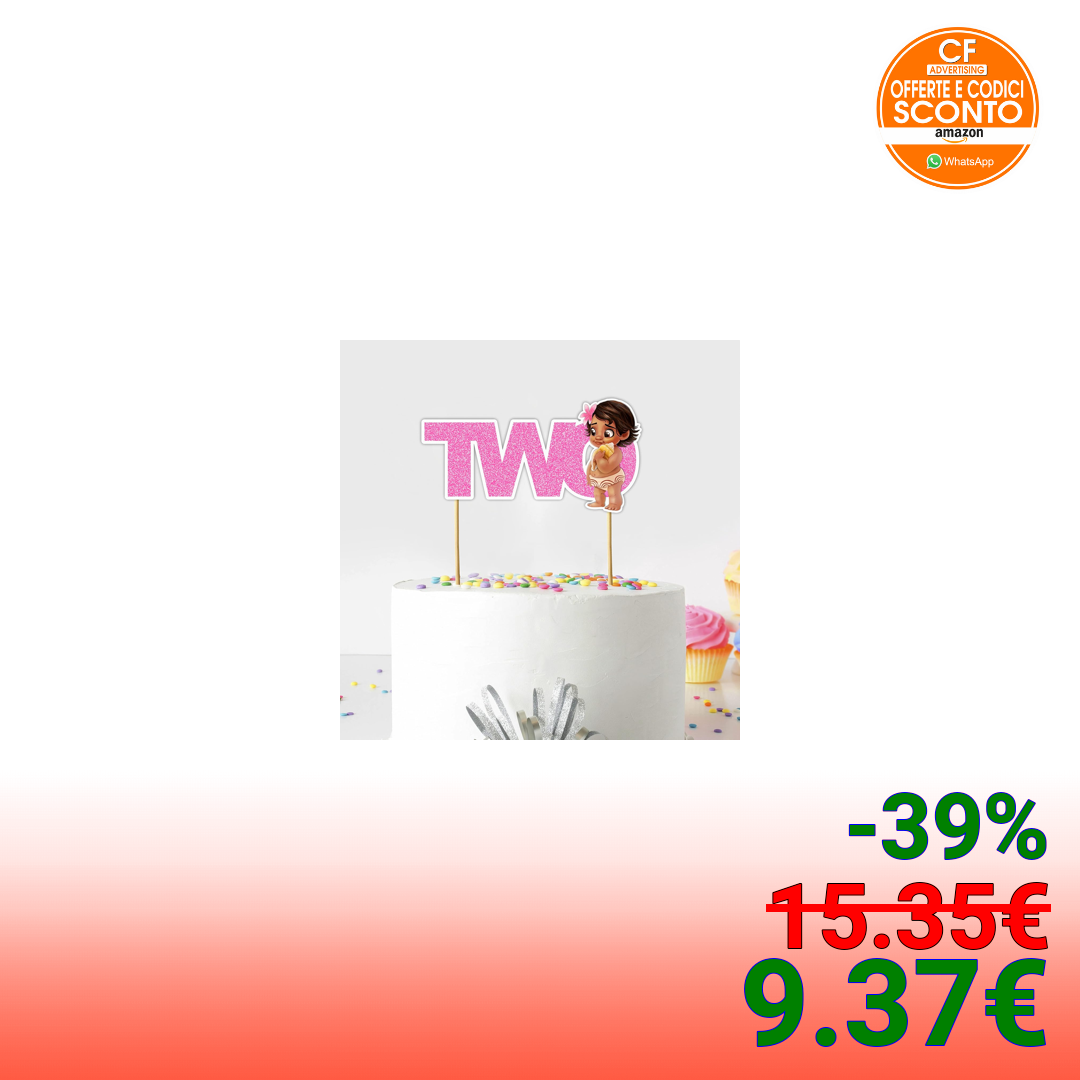 CF
ADVERTISING
OFFERTE E CODICI
SCONTO
amazon
WhatsApp
TWO
-39%
15.35€
9.37€